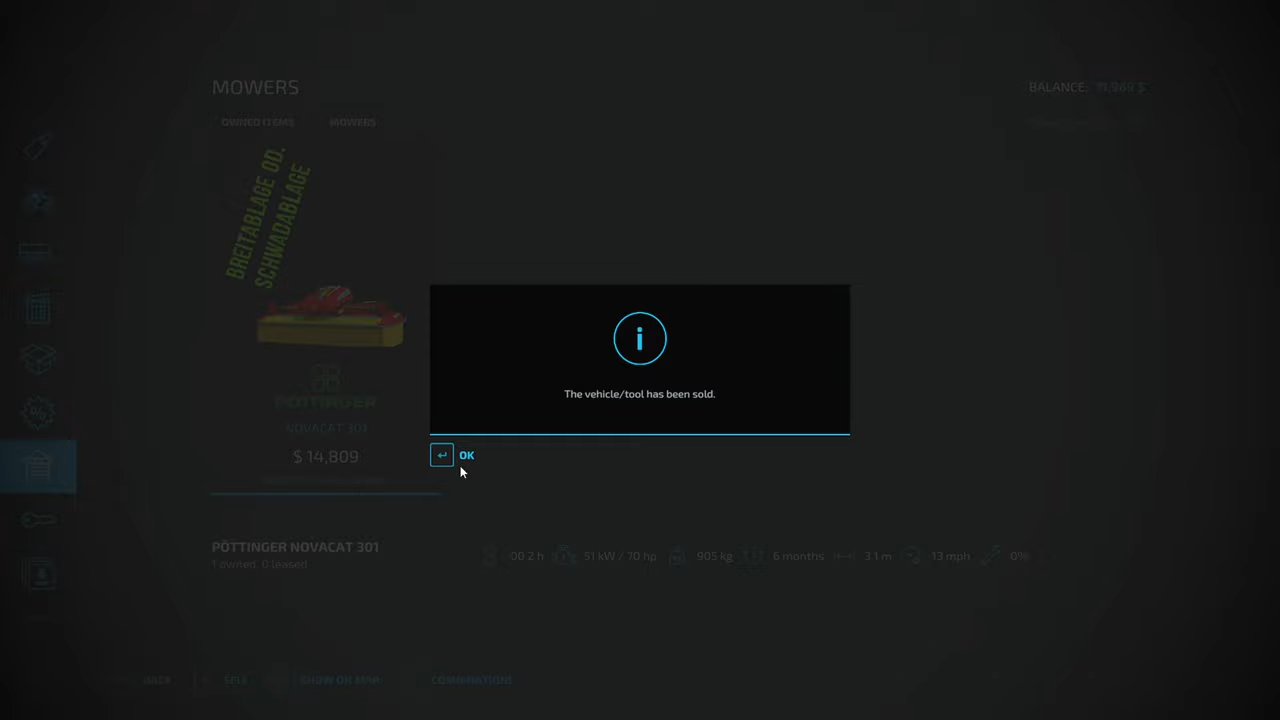 MOWERS
BALANCE: 11,969 $
OWNED ITEMS
MOWERS
BREITABLAGE OD.
SCHWADABLAGE
PÖTTINGER
NOVACAT 301
$ 14,809
i
The vehicle/tool has been sold.
OK
PÖTTINGER NOVACAT 301
1 owned, 0 leased
00.2 h
51 kW / 70 hp
905 kg
6 months
3.1 m
13 mph
0%
BACK
SELL
SHOW ON MAP
COMBINATIONS